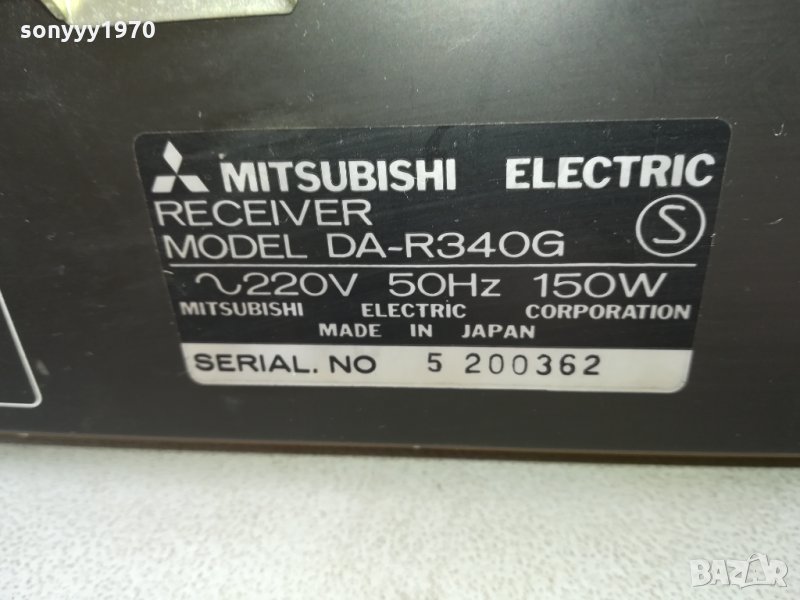 sonyyy1970
MITSUBISHI ELECTRIC
RECEIVER
MODEL DA-R340G
S
~220V 50Hz 150W
MITSUBISHI ELECTRIC CORPORATION
MADE IN JAPAN
SERIAL. NO 5 200362
BAZAR